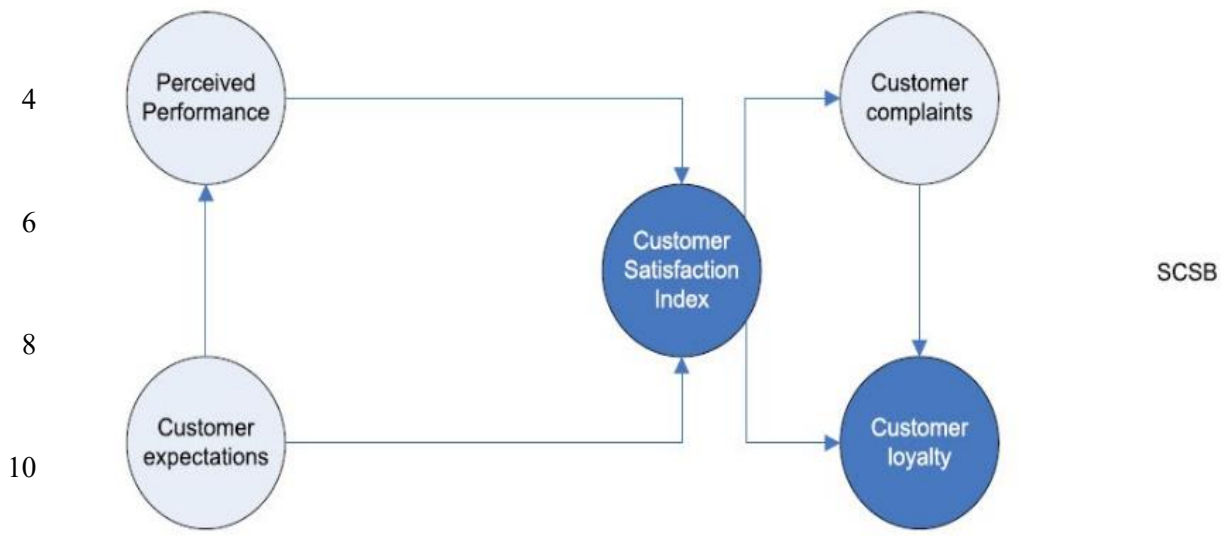 4
Perceived
Performance
Customer
complaints
6
Customer
Satisfaction
Index
SCSB
8
Customer
expectations
Customer
loyalty
10